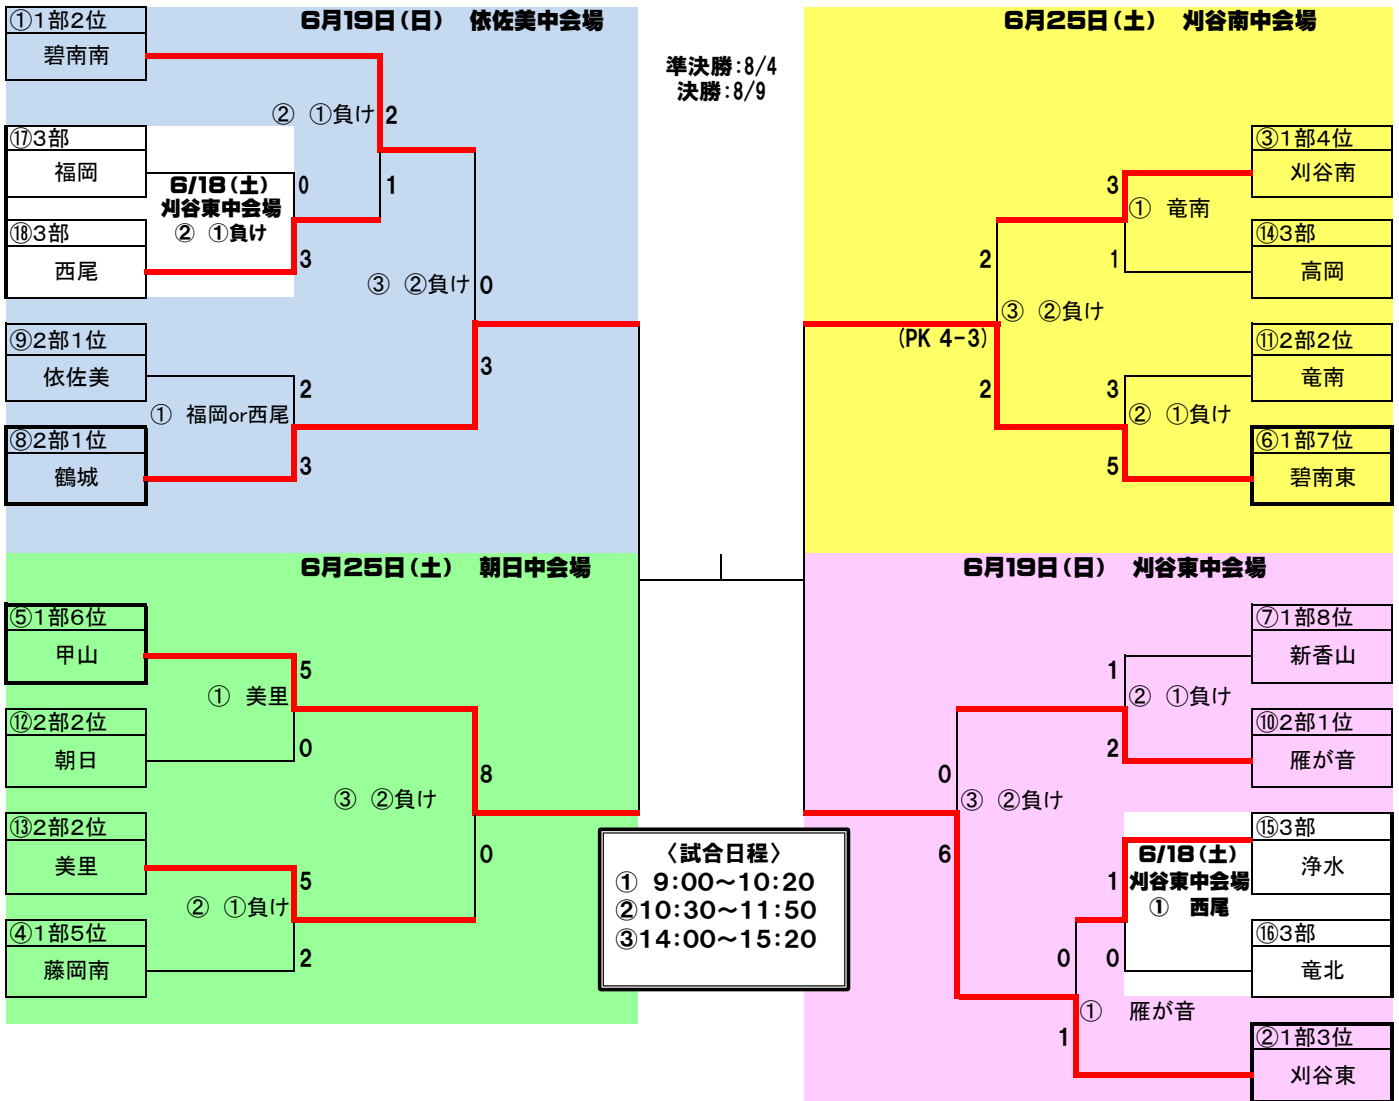 ①1部2位
碧南南
6月19日(日)　依佐美中会場
② ①負け
2
1
⑰3部
福岡
6/18(土)
刈谷東中会場
② ①負け
0
3
⑱3部
西尾
③ ②負け
0
3
⑨2部1位
依佐美
2
① 福岡or西尾
3
⑧2部1位
鶴城
準決勝:8/4
決勝:8/9
6月25日(土)　刈谷南中会場
③1部4位
刈谷南
3
① 竜南
1
⑭3部
高岡
2
③ ②負け
(PK 4-3)
2
⑪2部2位
竜南
3
② ①負け
5
⑥1部7位
碧南東
6月25日(土)　朝日中会場
⑤1部6位
甲山
5
① 美里
0
⑫2部2位
朝日
8
③ ②負け
0
⑬2部2位
美里
5
② ①負け
2
④1部5位
藤岡南
〈試合日程〉
① 9:00～10:20
②10:30～11:50
③14:00～15:20
6月19日(日)　刈谷東中会場
⑦1部8位
新香山
1
② ①負け
2
⑩2部1位
雁が音
0
③ ②負け
6
⑮3部
浄水
6/18(土)
刈谷東中会場
① 西尾
1
0
⑯3部
竜北
0
① 雁が音
1
②1部3位
刈谷東